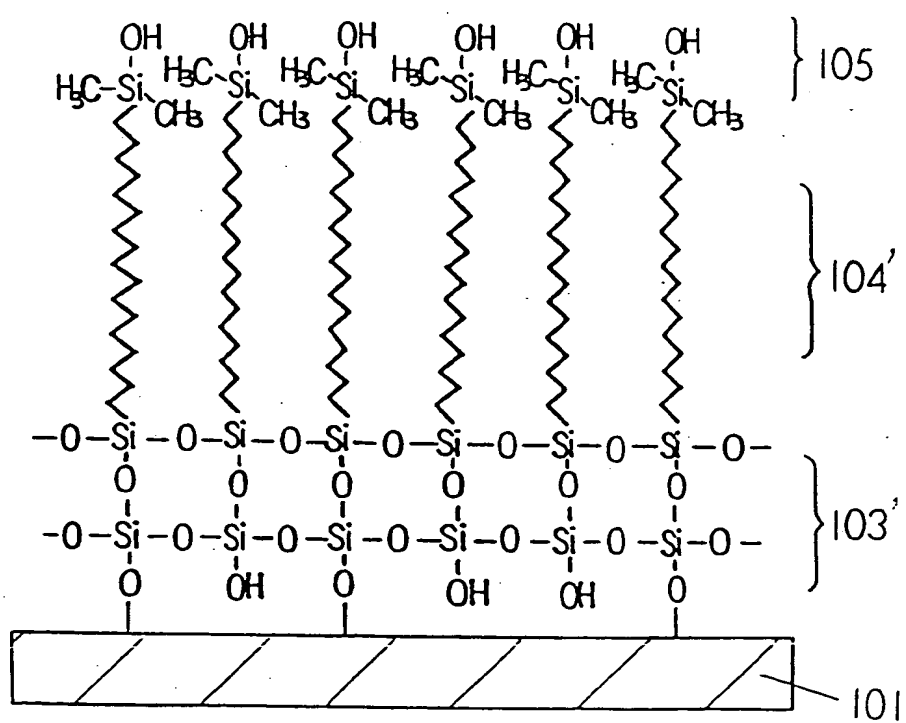 OH OH OH OH OH OH
H₃C Si H₃C Si H₃C Si H₃C Si H₃C Si H₃C Si 105
CH₃ CH₃ CH₃ CH₃ CH₃ CH₃
104'
—O—Si—O—Si—O—Si—O—Si—O—Si—O—Si—O—
O O O O O O
103'
—O—Si—O—Si—O—Si—O—Si—O—Si—O—Si—O—
O OH O OH OH O
101